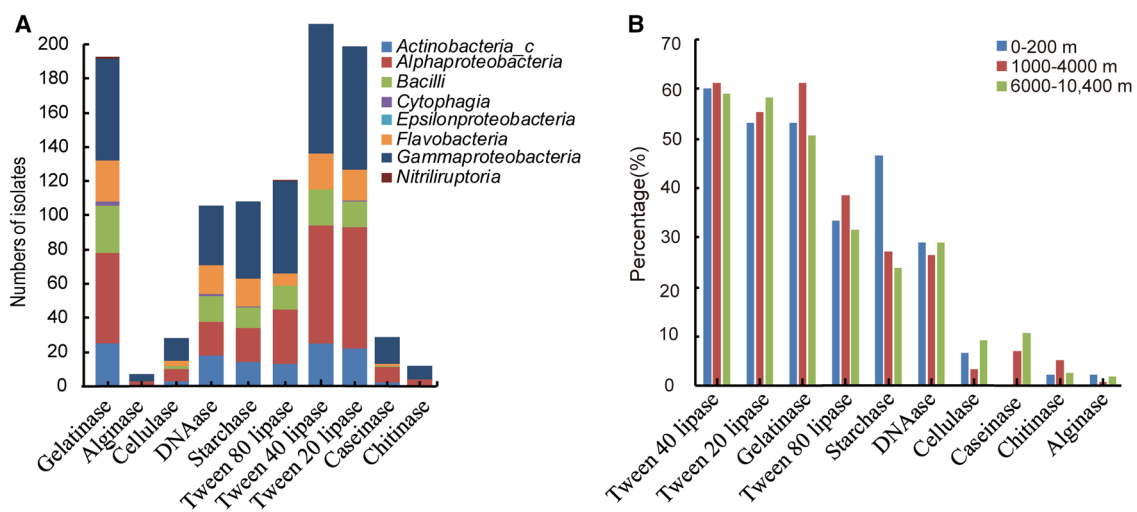 A
Numbers of isolates
200
180
160
140
120
100
80
60
40
20
0
Actinobacteria_c
Alphaproteobacteria
Bacilli
Cytophagia
Epsilonproteobacteria
Flavobacteria
Gammaproteobacteria
Nitriliruptoria
Gelatinase
Alginase
Cellulase
DNAase
Starchase
Tween 80 lipase
Tween 40 lipase
Tween 20 lipase
Caseinase
Chitinase
B
Percentage(%)
70
60
50
40
30
20
10
0
0-200 m
1000-4000 m
6000-10,400 m
Tween 40 lipase
Tween 20 lipase
Gelatinase
Tween 80 lipase
Starchase
DNAase
Cellulase
Caseinase
Chitinase
Alginase